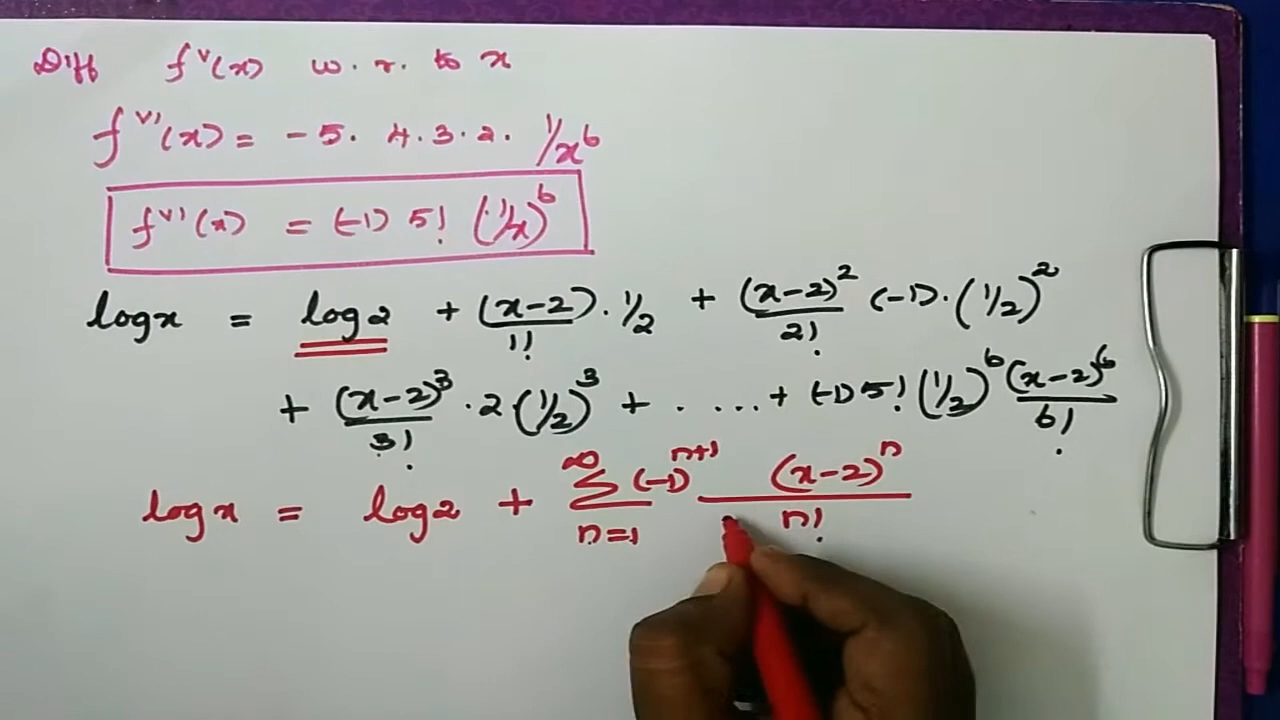 Diff f^v(x) w.r. to x
f^vi(x) = -5. 4.3.2. 1/x^6
f^vi(x) = (-1) 5! (1/x)^6
log x = log 2 + (x-2)/1! . 1/2 + (x-2)^2/2! (-1). (1/2)^2
+ (x-2)^3/3! . 2.(1/2)^3 + . . . . + (-1) 5! (1/2)^6 (x-2)^6/6!
log x = log 2 + ∞ Σ n=1 (-1)^n+1 (x-2)^n/n!